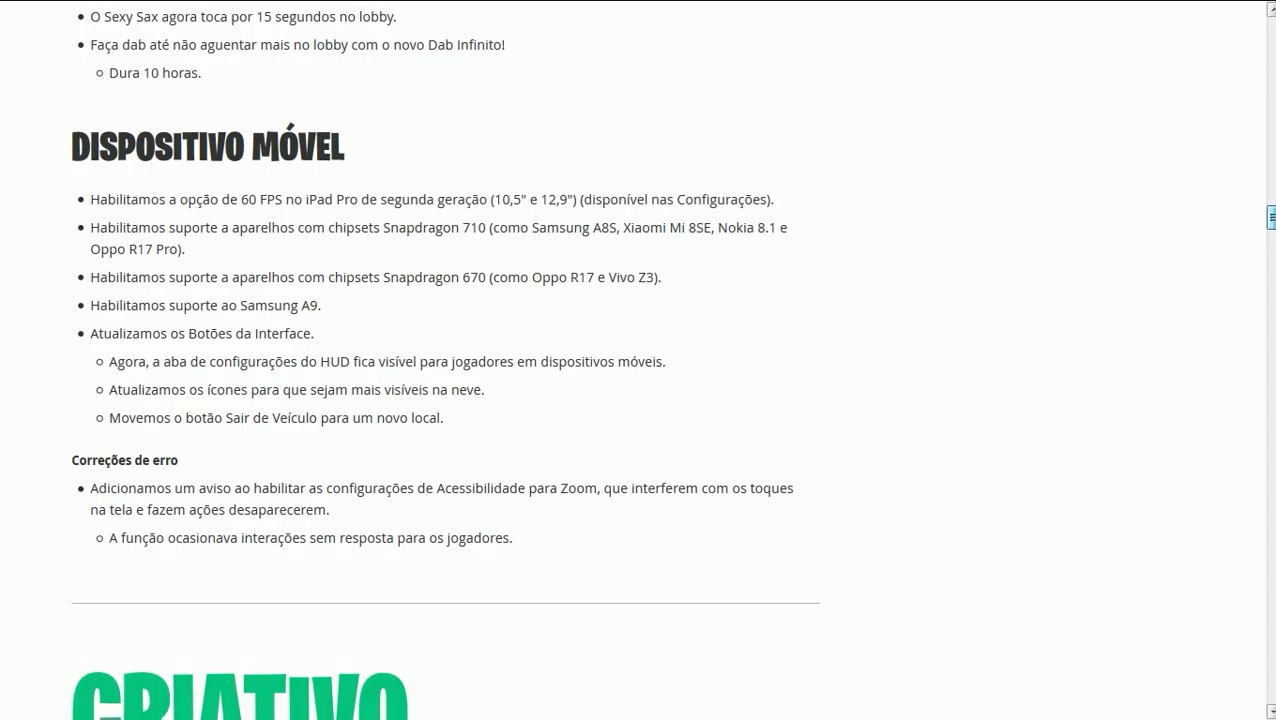 O Sexy Sax agora toca por 15 segundos no lobby.
Faça dab até não aguentar mais no lobby com o novo Dab Infinito!
Dura 10 horas.
DISPOSITIVO MÓVEL
Habilitamos a opção de 60 FPS no iPad Pro de segunda geração (10,5" e 12,9") (disponível nas Configurações).
Habilitamos suporte a aparelhos com chipsets Snapdragon 710 (como Samsung A8S, Xiaomi Mi 8SE, Nokia 8.1 e
Oppo R17 Pro).
Habilitamos suporte a aparelhos com chipsets Snapdragon 670 (como Oppo R17 e Vivo Z3).
Habilitamos suporte ao Samsung A9.
Atualizamos os Botões da Interface.
Agora, a aba de configurações do HUD fica visível para jogadores em dispositivos móveis.
Atualizamos os ícones para que sejam mais visíveis na neve.
Movemos o botão Sair de Veículo para um novo local.
Correções de erro
Adicionamos um aviso ao habilitar as configurações de Acessibilidade para Zoom, que interferem com os toques
na tela e fazem ações desaparecerem.
A função ocasionava interações sem resposta para os jogadores.
CRIATIVO